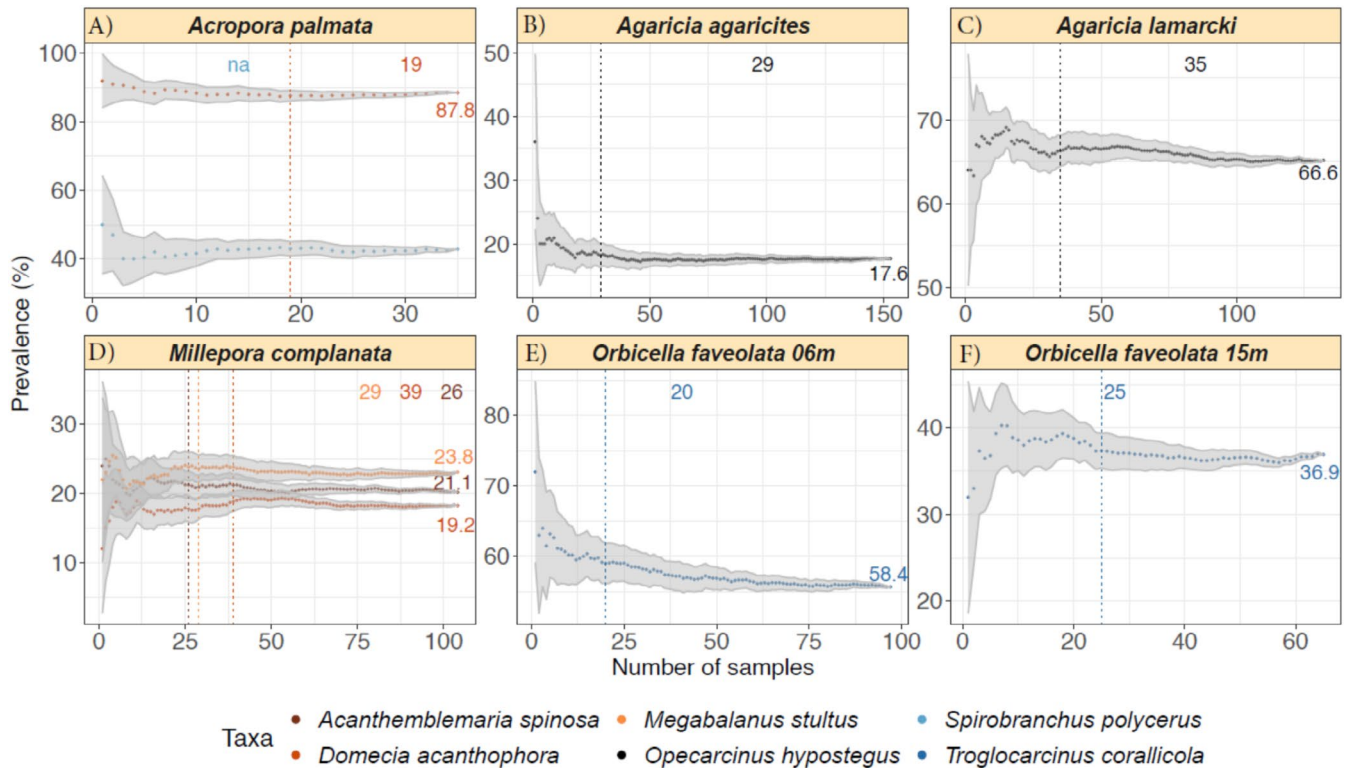 A) Acropora palmata
B) Agaricia agaricites
C) Agaricia lamarcki
na 19
87.8
100
80
60
40
0 10 20 30
29
17.6
50
40
30
20
10
0 50 100 150
35
66.6
70
60
50
0 50 100
D) Millepora complanata
E) Orbicella faveolata 06m
F) Orbicella faveolata 15m
29 39 26
23.8
21.1
19.2
30
20
10
0 25 50 75 100
20
58.4
80
70
60
0 25 50 75 100
25
36.9
40
30
20
0 20 40 60
Prevalence (%)
Number of samples
Taxa
Acanthemblemaria spinosa
Megabalanus stultus
Spirobranchus polycerus
Domecia acanthophora
Opecarcinus hypostegus
Troglocarcinus corallicola